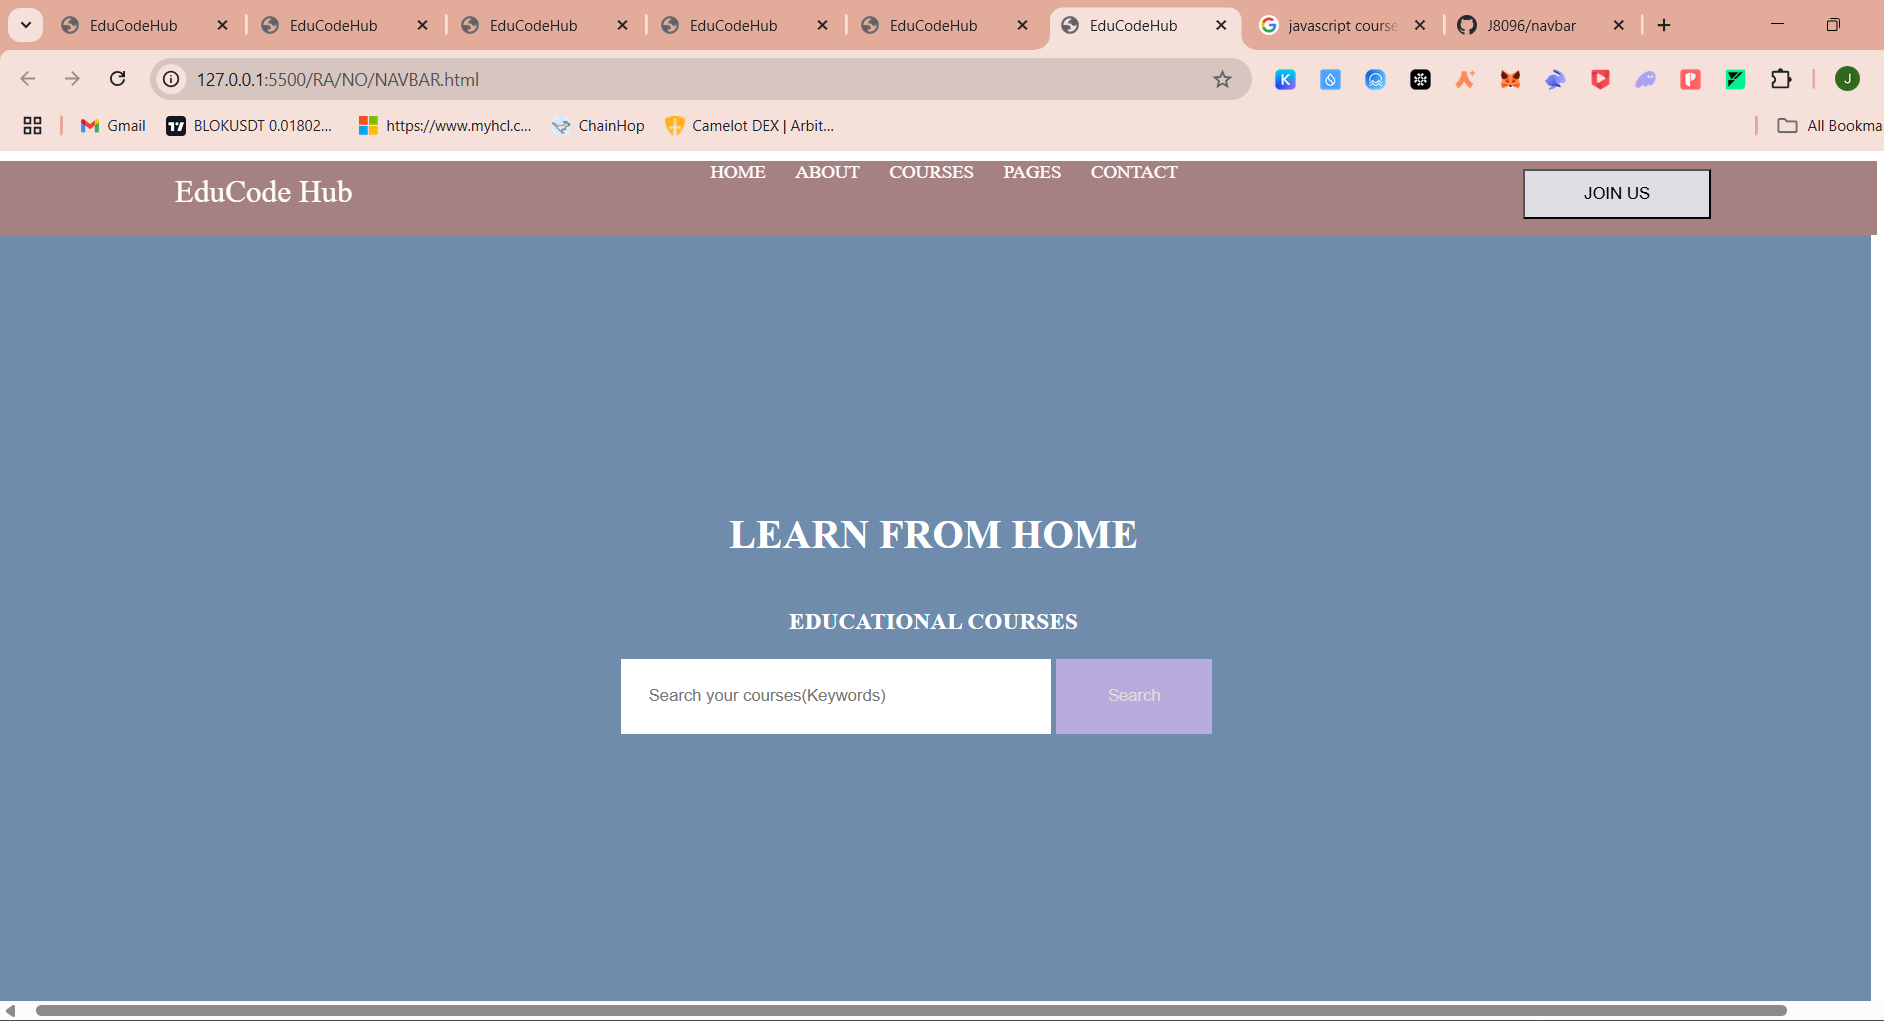 EduCodeHub
EduCodeHub
EduCodeHub
EduCodeHub
EduCodeHub
EduCodeHub
javascript course
J8096/navbar
127.0.0.1:5500/RA/NO/NAVBAR.html
K
J
Gmail
BLOKUSDT 0.01802...
https://www.myhcl.c...
ChainHop
Camelot DEX | Arbit...
All Bookma
EduCode Hub
HOME ABOUT COURSES PAGES CONTACT
JOIN US
LEARN FROM HOME
EDUCATIONAL COURSES
Search your courses(Keywords)
Search